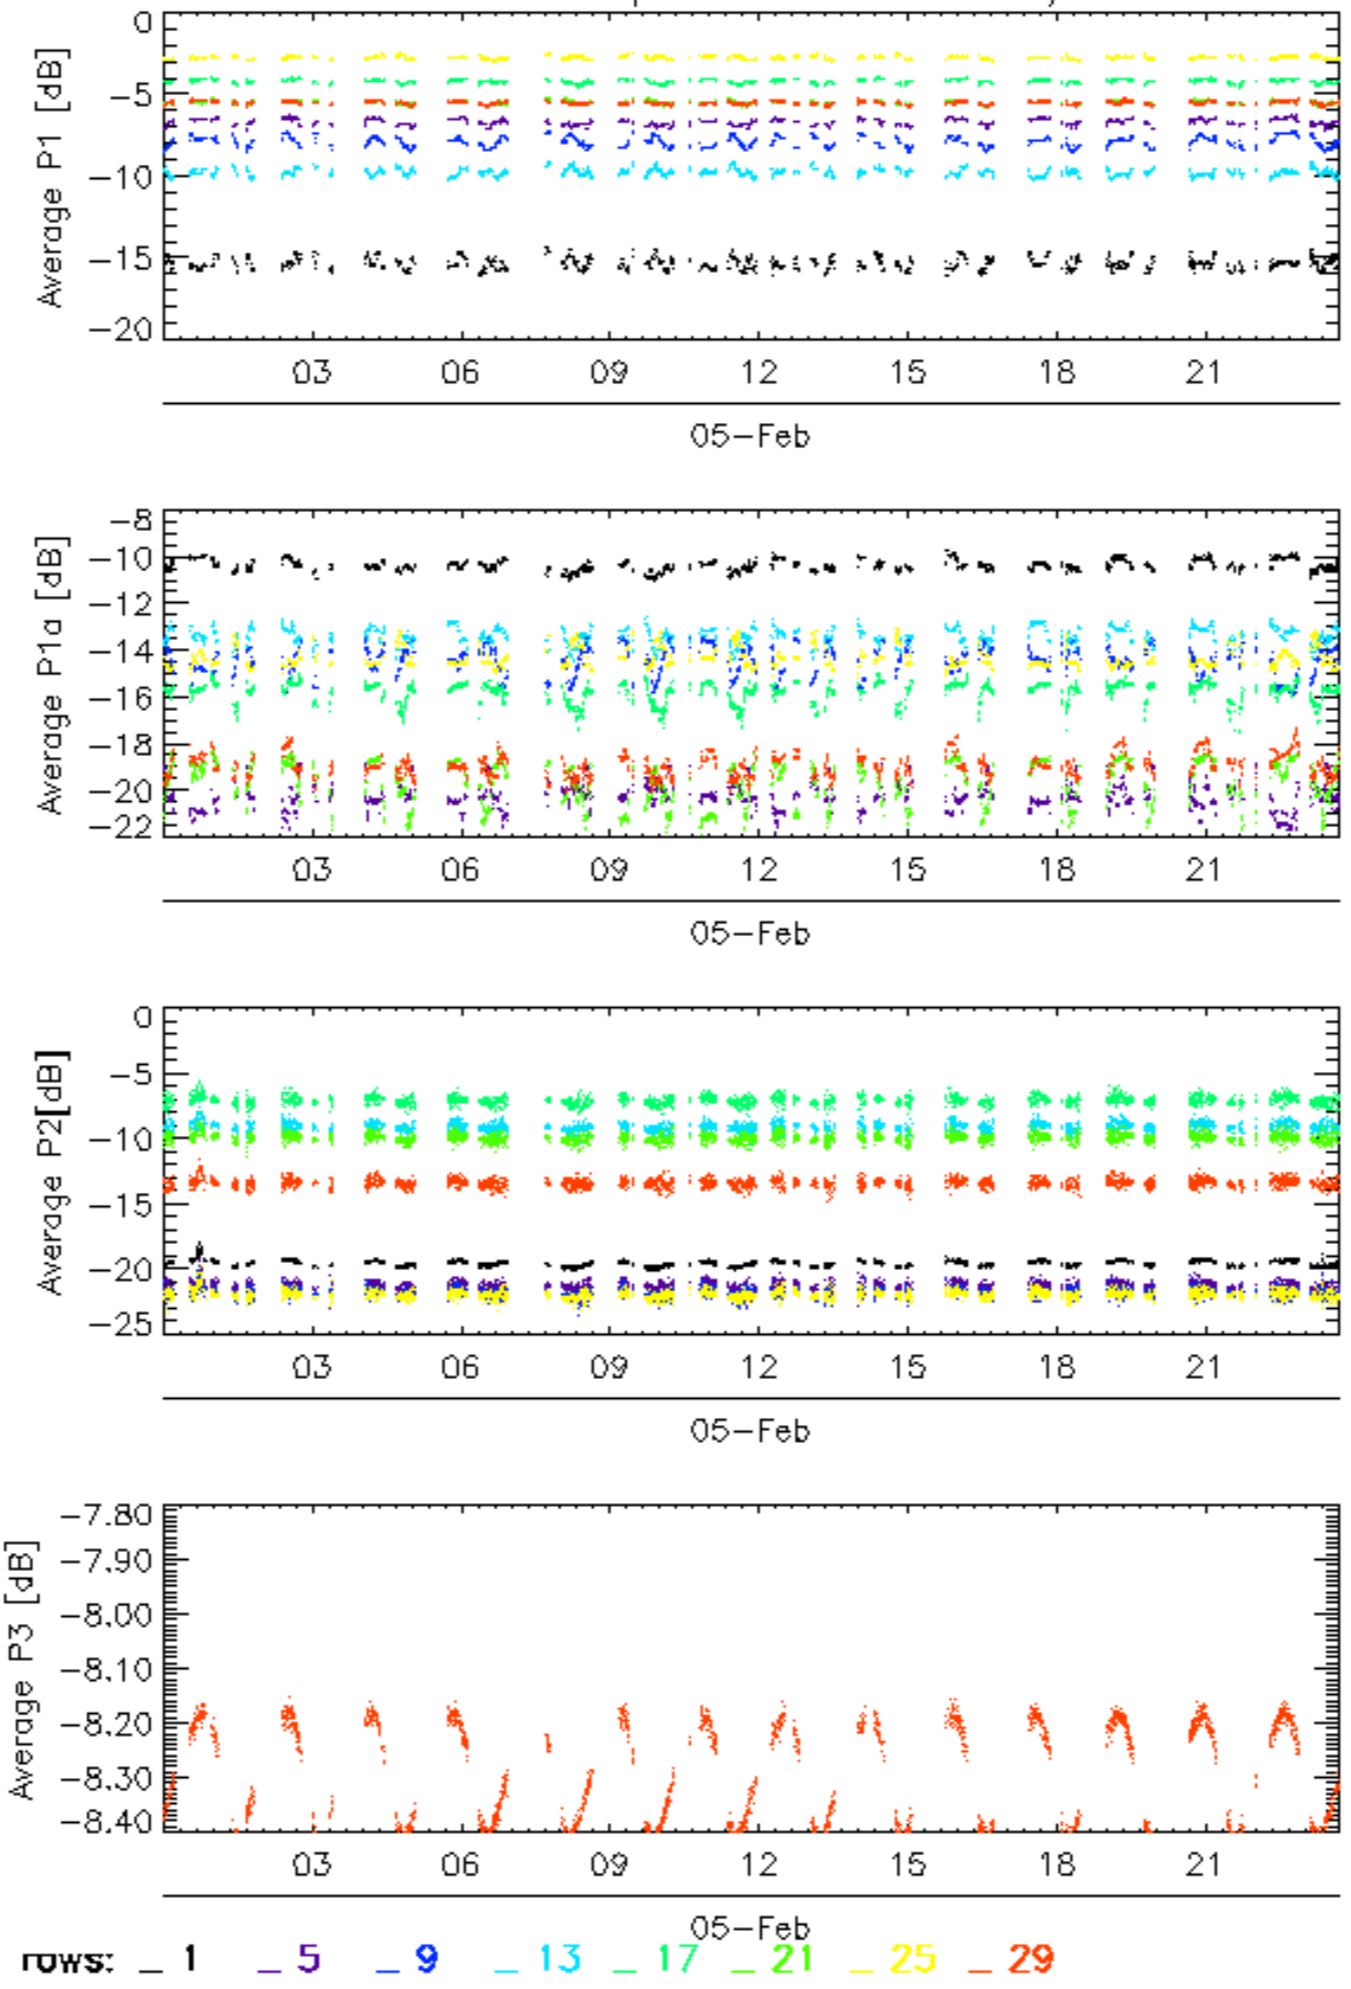 0
−5
−10
−15
−20
Average P1 [dB]
03 06 09 12 15 18 21
05−Feb
−8
−10
−12
−14
−16
−18
−20
−22
Average P1a [dB]
03 06 09 12 15 18 21
05−Feb
0
−5
−10
−15
−20
−25
Average P2[dB]
03 06 09 12 15 18 21
05−Feb
−7.80
−7.90
−8.00
−8.10
−8.20
−8.30
−8.40
Average P3 [dB]
03 06 09 12 15 18 21
05−Feb
rows: _ 1 _ 5 _ 9 _ 13 _ 17 _ 21 _ 25 _ 29